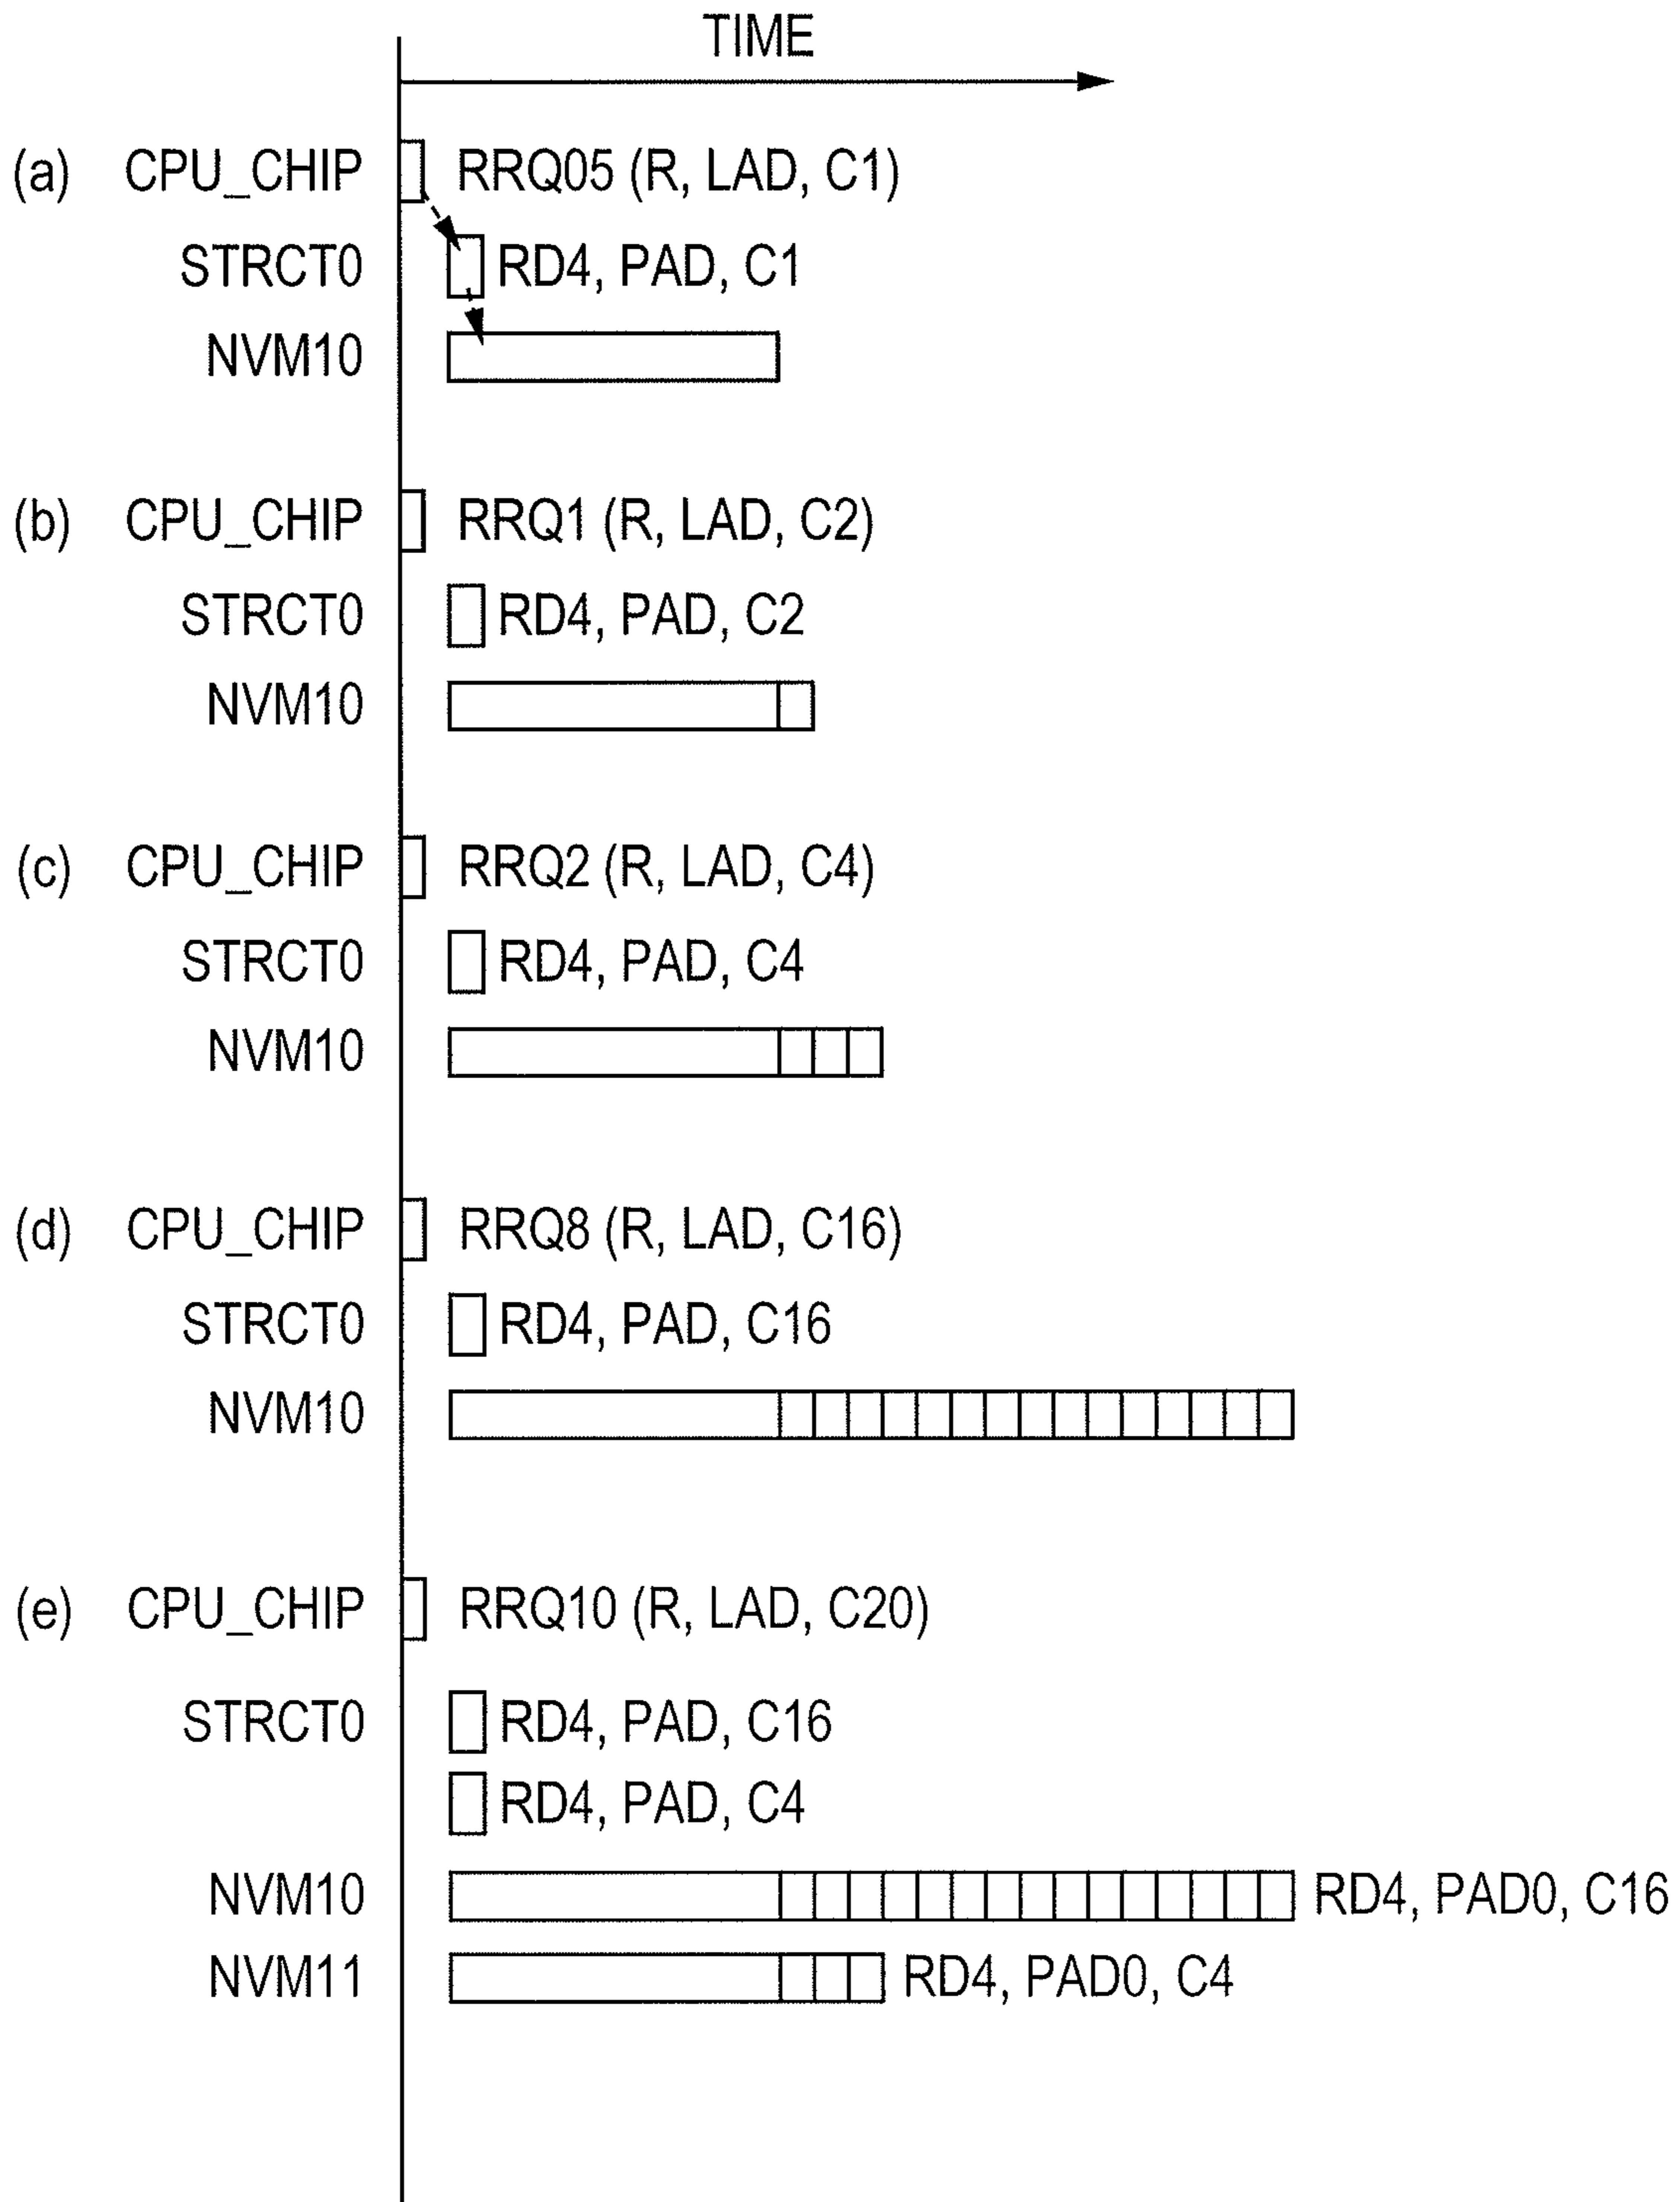 TIME
(a) CPU_CHIP RRQ05 (R, LAD, C1)
STRCT0 RD4, PAD, C1
NVM10
(b) CPU_CHIP RRQ1 (R, LAD, C2)
STRCT0 RD4, PAD, C2
NVM10
(c) CPU_CHIP RRQ2 (R, LAD, C4)
STRCT0 RD4, PAD, C4
NVM10
(d) CPU_CHIP RRQ8 (R, LAD, C16)
STRCT0 RD4, PAD, C16
NVM10
(e) CPU_CHIP RRQ10 (R, LAD, C20)
STRCT0 RD4, PAD, C16
RD4, PAD, C4
NVM10 RD4, PAD0, C16
NVM11 RD4, PAD0, C4